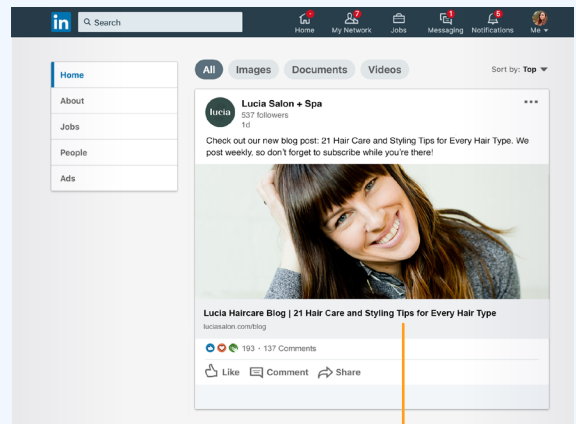 in Search
7
1
5
Home My Network Jobs Messaging Notifications Me
Home
About
Jobs
People
Ads
All Images Documents Videos Sort by: Top
lucia
Lucia Salon + Spa
537 followers
1d
Check out our new blog post: 21 Hair Care and Styling Tips for Every Hair Type. We
post weekly, so don't forget to subscribe while you're there!
Lucia Haircare Blog | 21 Hair Care and Styling Tips for Every Hair Type
luciasalon.com/blog
193 · 137 Comments
Like Comment Share